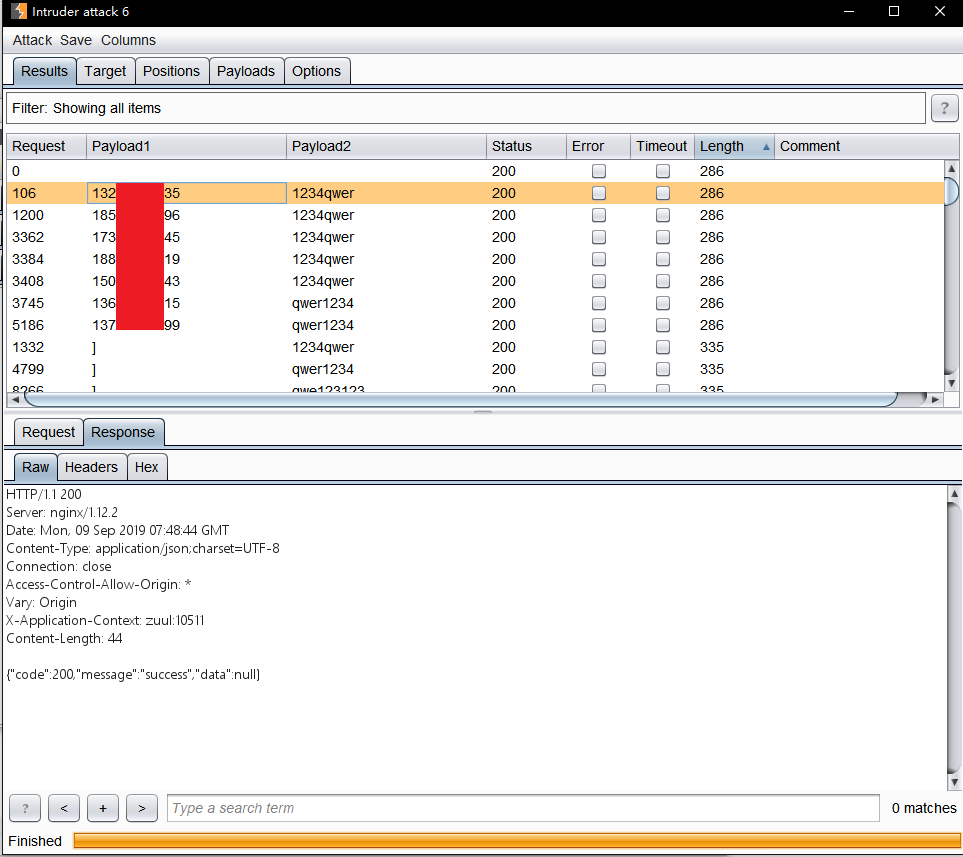 Intruder attack 6
Attack Save Columns
Results Target Positions Payloads Options
Filter: Showing all items ?
Request Payload1 Payload2 Status Error Timeout Length Comment
0 200 286
106 132 35 1234qwer 200 286
1200 185 96 1234qwer 200 286
3362 173 45 1234qwer 200 286
3384 188 19 1234qwer 200 286
3408 150 43 1234qwer 200 286
3745 136 15 qwer1234 200 286
5186 137 99 qwer1234 200 286
1332 ] 1234qwer 200 335
4799 ] qwer1234 200 335
8266 ] qwe123123 200 335
Request Response
Raw Headers Hex
HTTP/1.1 200
Server: nginx/1.12.2
Date: Mon, 09 Sep 2019 07:48:44 GMT
Content-Type: application/json;charset=UTF-8
Connection: close
Access-Control-Allow-Origin: *
Vary: Origin
X-Application-Context: zuul:10511
Content-Length: 44
{"code":200,"message":"success","data":null}
? < + > Type a search term 0 matches
Finished